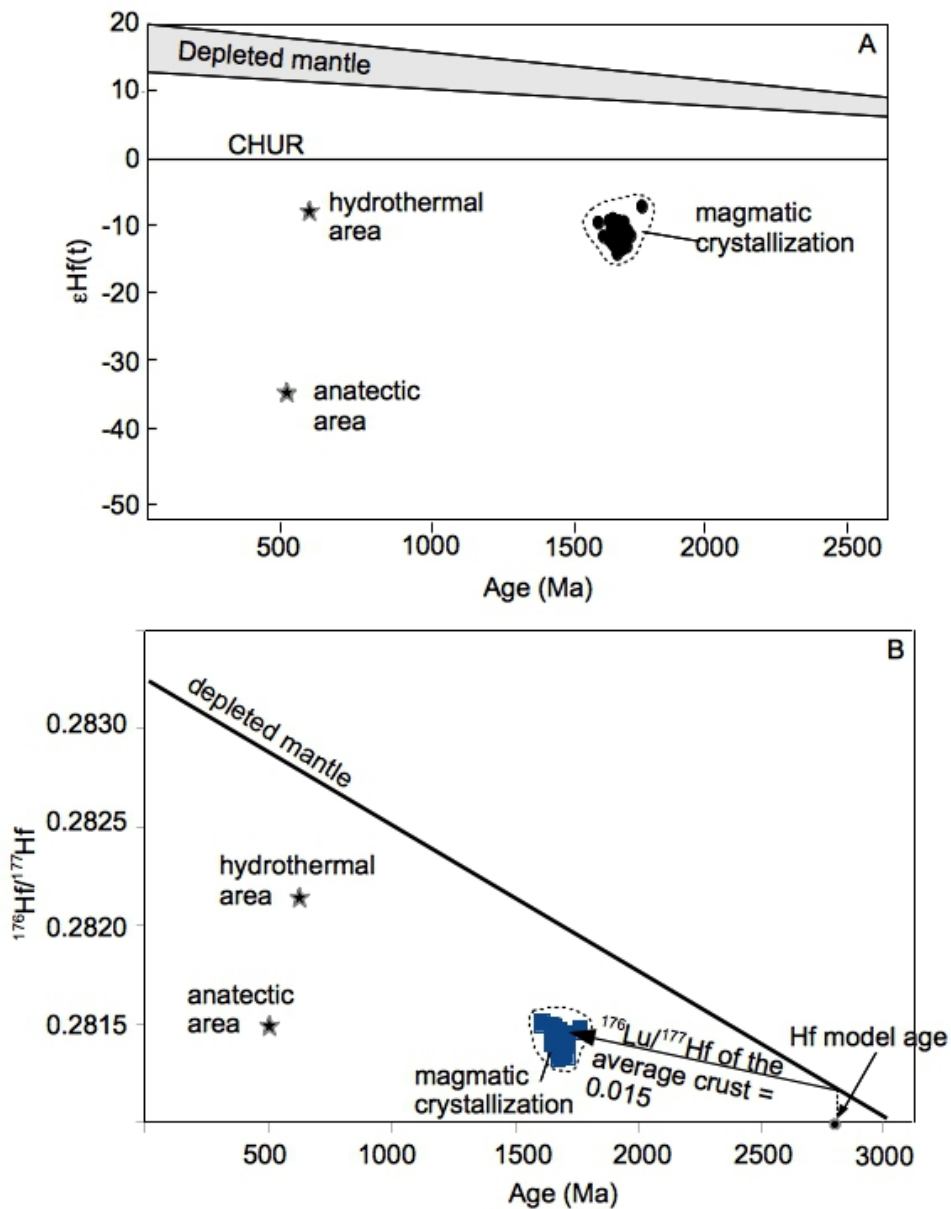 20
A
Depleted mantle
10
CHUR
0
hydrothermal
area
-10
magmatic
crystallization
εHf(t)
-20
-30
anatectic
area
-40
-50
500
1000
1500
2000
2500
Age (Ma)
B
depleted mantle
0.2830
0.2825
hydrothermal
area
¹⁷⁶Hf/¹⁷⁷Hf
0.2820
anatectic
area
0.2815
¹⁷⁶Lu/¹⁷⁷Hf of the
average crust =
0.015
Hf model age
magmatic
crystallization
500
1000
1500
2000
2500
3000
Age (Ma)